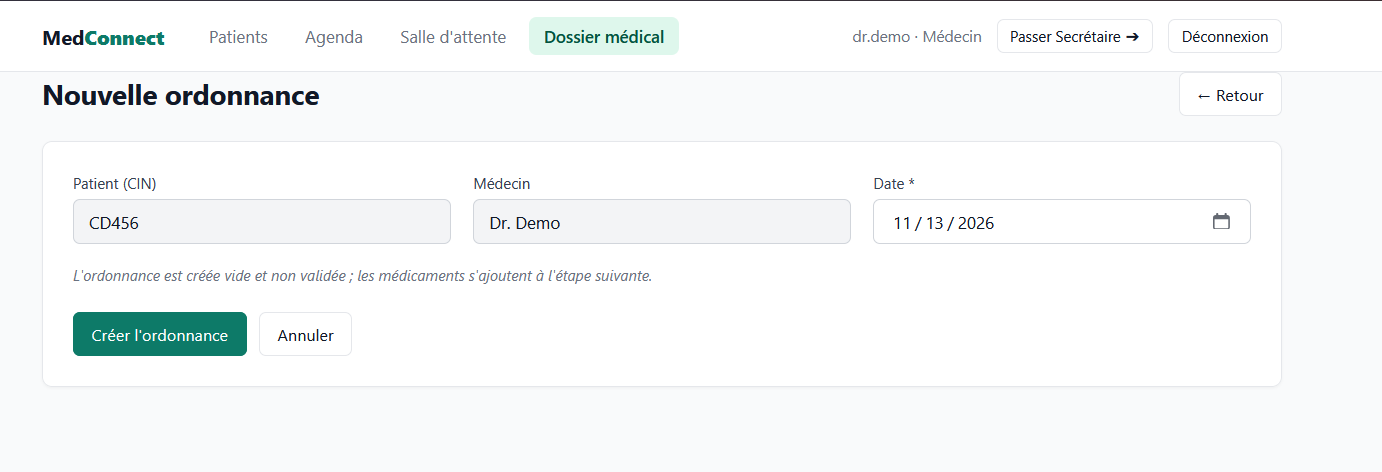 MedConnect Patients Agenda Salle d'attente Dossier médical dr.demo · Médecin Passer Secrétaire ➔ Déconnexion
Nouvelle ordonnance ← Retour
Patient (CIN) Médecin Date *
CD456 Dr. Demo 11 / 13 / 2026
L'ordonnance est créée vide et non validée ; les médicaments s'ajoutent à l'étape suivante.
Créer l'ordonnance Annuler